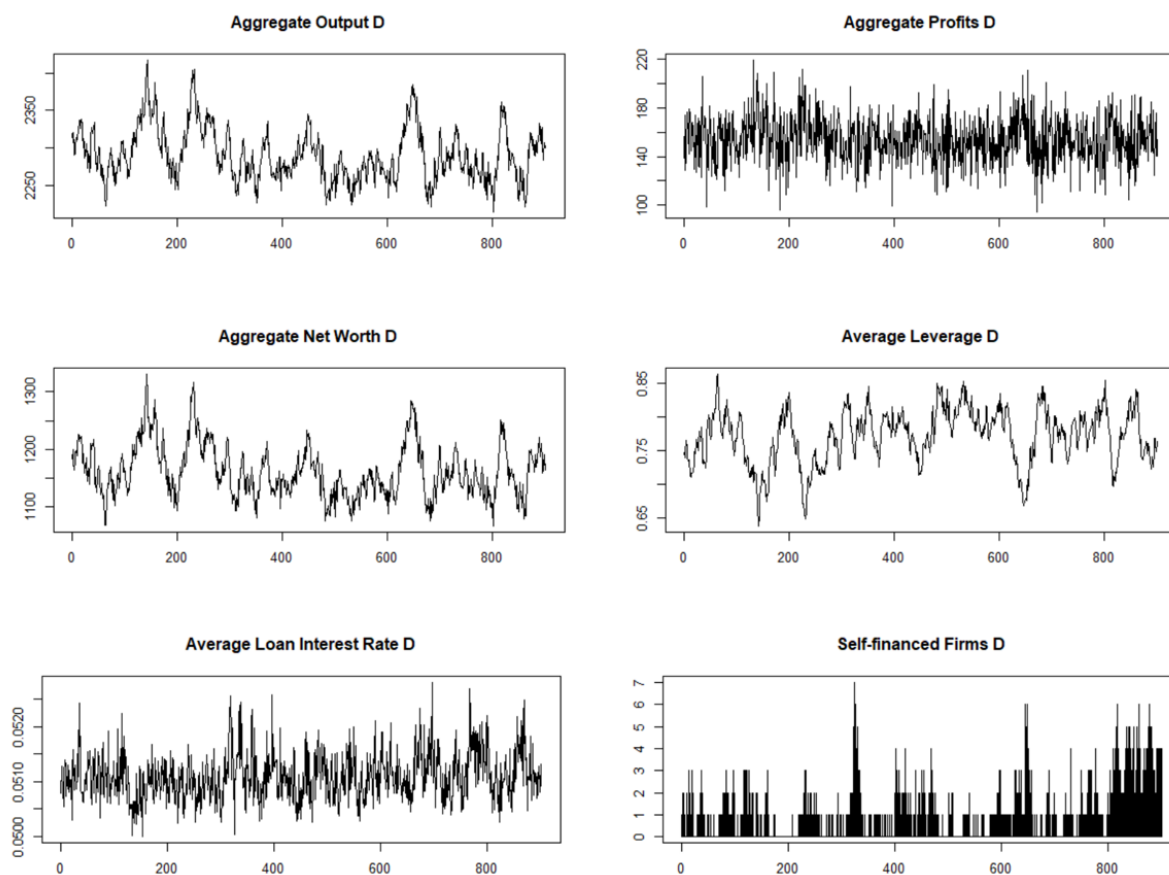 Aggregate Output D
2350
2250
0 200 400 600 800
Aggregate Profits D
220
180
140
100
0 200 400 600 800
Aggregate Net Worth D
1300
1200
1100
0 200 400 600 800
Average Leverage D
0.85
0.75
0.65
0 200 400 600 800
Average Loan Interest Rate D
0.0520
0.0510
0.0500
0 200 400 600 800
Self-financed Firms D
7
6
5
4
3
2
1
0
0 200 400 600 800